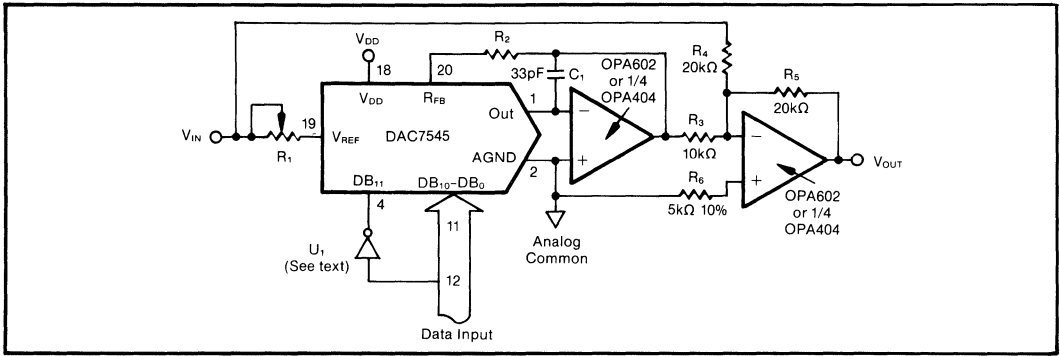 V_DD
18
V_DD
R_2
20
R_FB
33pF
C_1
OPA602
or 1/4
OPA404
R_4
20kΩ
R_5
20kΩ
1
Out
−
V_IN
19
R_1
V_REF
DAC7545
R_3
10kΩ
−
V_OUT
AGND
2
+
R_6
5kΩ 10%
+
OPA602
or 1/4
OPA404
DB_11
DB_10-DB_0
4
11
Analog
Common
U_1
(See text)
12
Data Input